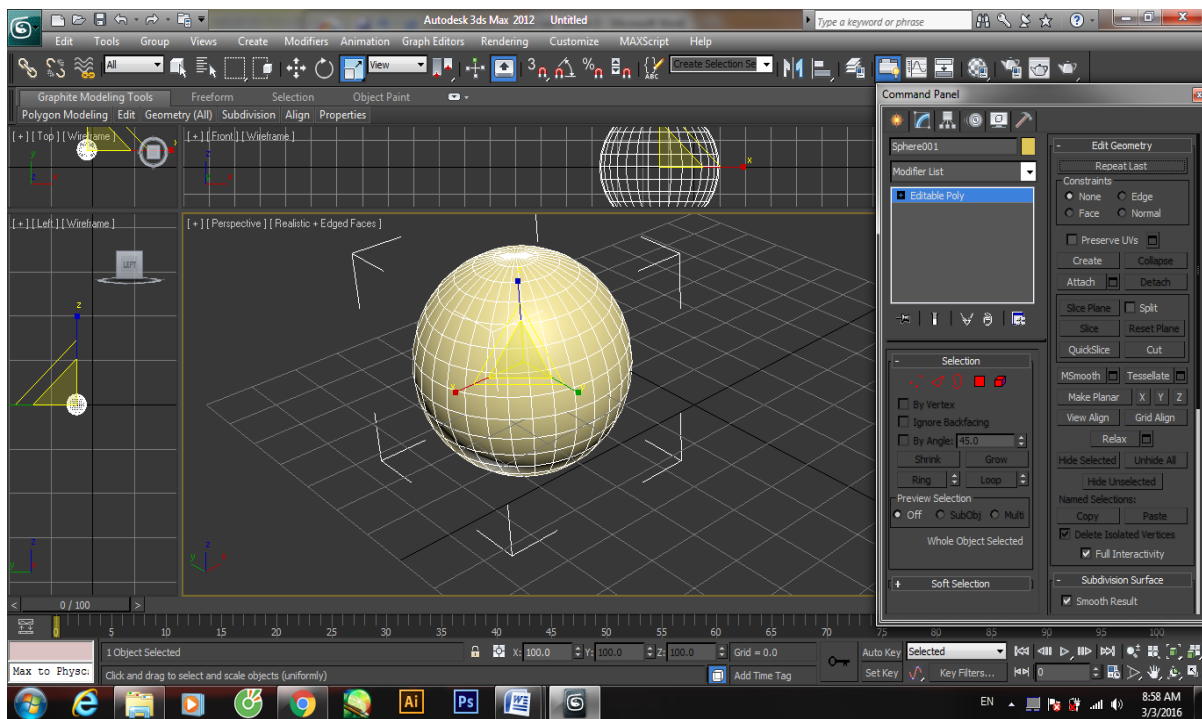 Autodesk 3ds Max 2012 Untitled
Type a keyword or phrase
Edit Tools Group Views Create Modifiers Animation Graph Editors Rendering Customize MAXScript Help
All
View
3
ABC
Create Selection Se
Graphite Modeling Tools Freeform Selection Object Paint
Polygon Modeling Edit Geometry (All) Subdivision Align Properties
[ + ] [ Top ] [ Wireframe ]
[ + ] [ Front ] [ Wireframe ]
[ + ] [ Left ] [ Wireframe ]
[ + ] [ Perspective ] [ Realistic + Edged Faces ]
LEFT
Command Panel
Sphere001
Modifier List
Editable Poly
- Selection
By Vertex
Ignore Backfacing
By Angle: 45.0
Shrink Grow
Ring Loop
Preview Selection
Off SubObj Multi
Whole Object Selected
+ Soft Selection
- Edit Geometry
Repeat Last
Constraints
None Edge
Face Normal
Preserve UVs
Create Collapse
Attach Detach
Slice Plane Split
Slice Reset Plane
QuickSlice Cut
MSmooth Tessellate
Make Planar X Y Z
View Align Grid Align
Relax
Hide Selected Unhide All
Hide Unselected
Named Selections:
Copy Paste
Delete Isolated Vertices
Full Interactivity
- Subdivision Surface
Smooth Result
< 0 / 100 >
0 5 10 15 20 25 30 35 40 45 50 55 60 65 70 75 80 85 90 95 100
1 Object Selected X: 100.0 Y: 100.0 Z: 100.0 Grid = 0.0 Auto Key Selected
Max to Physc: Click and drag to select and scale objects (uniformly) Add Time Tag Set Key Key Filters... 0
Ai Ps W EN 8:58 AM
3/3/2016